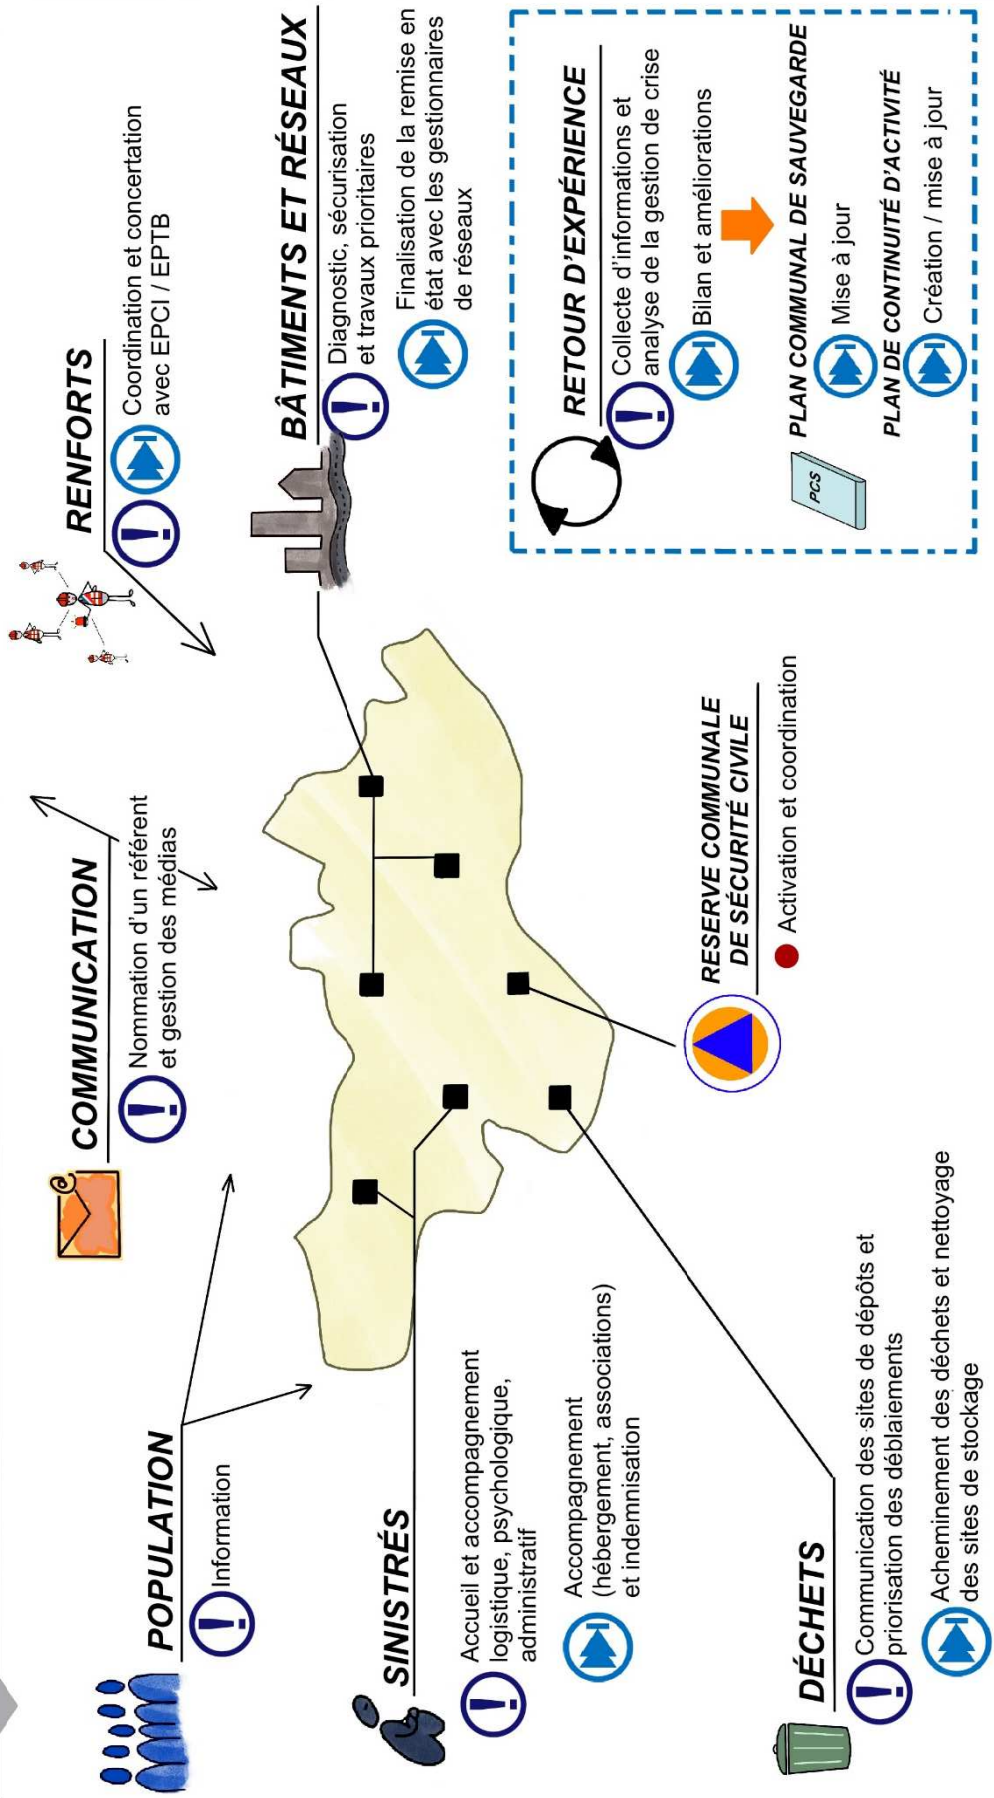 POPULATION
Information
COMMUNICATION
Nommation d'un référent
et gestion des médias
RENFORTS
Coordination et concertation
avec EPCI / EPTB
SINISTRÉS
Accueil et accompagnement
logistique, psychologique,
administratif
Accompagnement
(hébergement, associations)
et indemnisation
BÂTIMENTS ET RÉSEAUX
Diagnostic, sécurisation
et travaux prioritaires
Finalisation de la remise en
état avec les gestionnaires
de réseaux
DÉCHETS
Communication des sites de dépôts et
priorisation des déblaiements
Acheminement des déchets et nettoyage
des sites de stockage
RESERVE COMMUNALE
DE SÉCURITÉ CIVILE
Activation et coordination
RETOUR D'EXPÉRIENCE
Collecte d'informations et
analyse de la gestion de crise
Bilan et améliorations
PCS
PLAN COMMUNAL DE SAUVEGARDE
Mise à jour
PLAN DE CONTINUITÉ D'ACTIVITÉ
Création / mise à jour